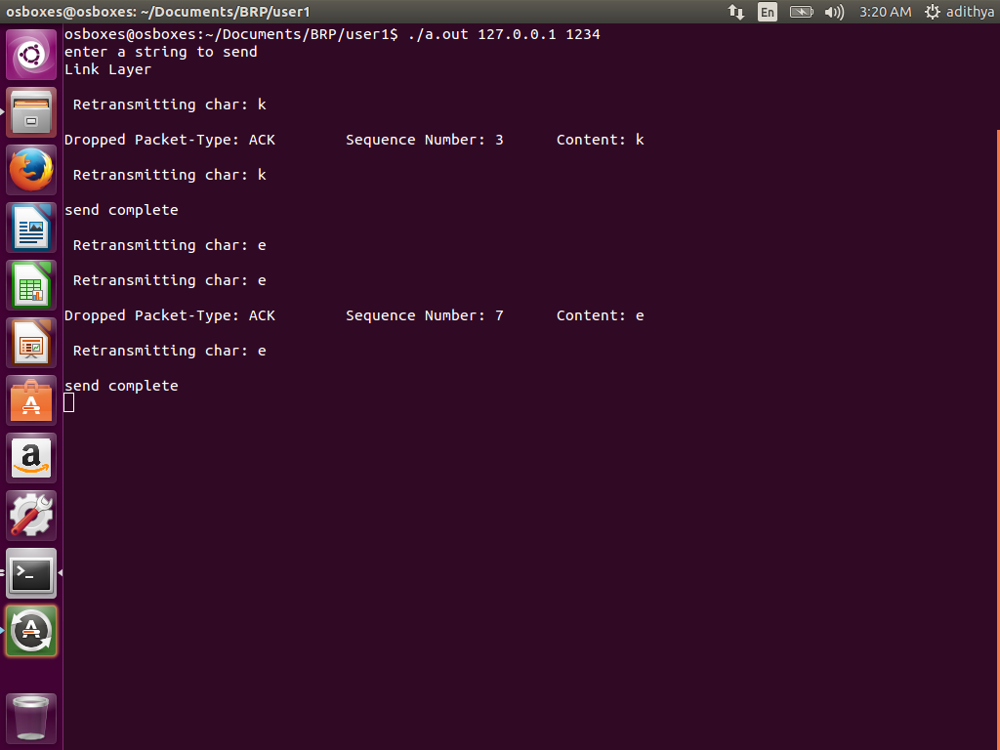 osboxes@osboxes: ~/Documents/BRP/user1
En
3:20 AM
adithya
osboxes@osboxes:~/Documents/BRP/user1$ ./a.out 127.0.0.1 1234
enter a string to send
Link Layer
Retransmitting char: k
Dropped Packet-Type: ACK Sequence Number: 3 Content: k
Retransmitting char: k
send complete
Retransmitting char: e
Retransmitting char: e
Dropped Packet-Type: ACK Sequence Number: 7 Content: e
Retransmitting char: e
send complete